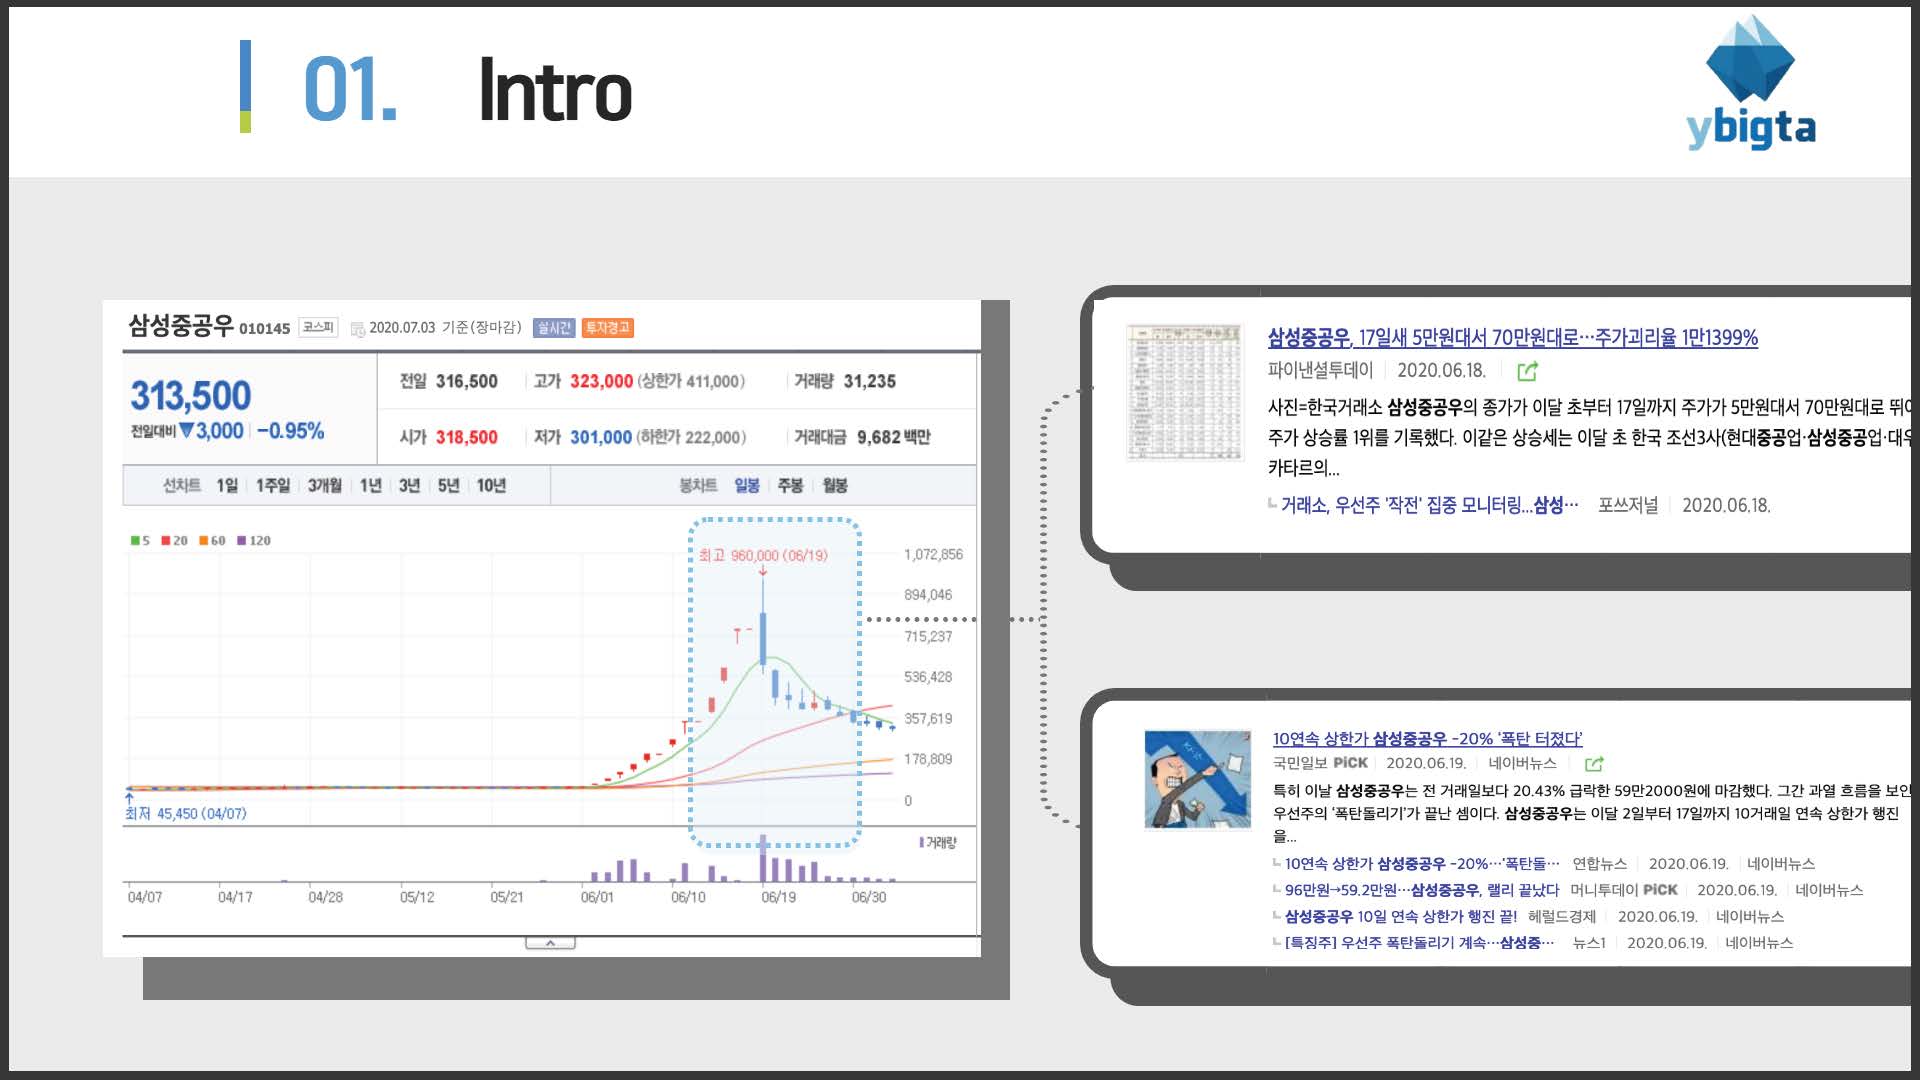 01. Intro
ybigta
삼성중공우 010145 코스피 2020.07.03 기준(장마감) 실시간 투자경고
313,500
전일대비 ▼3,000 -0.95%
전일 316,500 고가 323,000 (상한가 411,000) 거래량 31,235
시가 318,500 저가 301,000 (하한가 222,000) 거래대금 9,682 백만
선차트 1일 1주일 3개월 1년 3년 5년 10년 봉차트 일봉 주봉 월봉
5 20 60 120
최고 960,000 (06/19)
1,072,856
894,046
715,237
536,428
357,619
178,809
0
최저 45,450 (04/07)
거래량
04/07 04/17 04/28 05/12 05/21 06/01 06/10 06/19 06/30
삼성중공우, 17일새 5만원대서 70만원대로…주가괴리율 1만1399%
파이낸셜투데이 2020.06.18.
사진=한국거래소 삼성중공우의 종가가 이달 초부터 17일까지 주가가 5만원대서 70만원대로
주가 상승률 1위를 기록했다. 이같은 상승세는 이달 초 한국 조선3사(현대중공업·삼성중공업·대우
카타르의...
거래소, 우선주 '작전' 집중 모니터링...삼성… 포쓰저널 2020.06.18.
10연속 상한가 삼성중공우 -20% '폭탄 터졌다'
국민일보 PiCK 2020.06.19. 네이버뉴스
특히 이날 삼성중공우는 전 거래일보다 20.43% 급락한 59만2000원에 마감했다. 그간 과열 흐름을 보인
우선주의 '폭탄돌리기'가 끝난 셈이다. 삼성중공우는 이달 2일부터 17일까지 10거래일 연속 상한가 행진
을...
10연속 상한가 삼성중공우 -20%…'폭탄돌… 연합뉴스 2020.06.19. 네이버뉴스
96만원→59.2만원…삼성중공우, 랠리 끝났다 머니투데이 PiCK 2020.06.19. 네이버뉴스
삼성중공우 10일 연속 상한가 행진 끝! 헤럴드경제 2020.06.19. 네이버뉴스
[특징주] 우선주 폭탄돌리기 계속…삼성중… 뉴스1 2020.06.19. 네이버뉴스